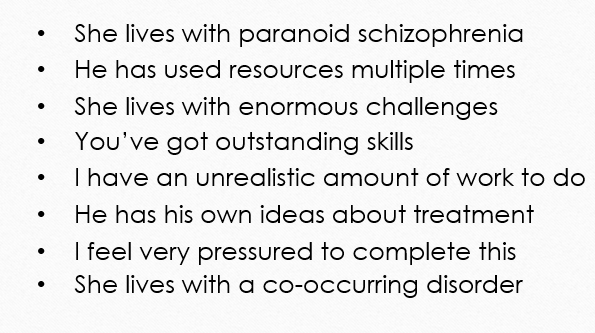 • She lives with paranoid schizophrenia
• He has used resources multiple times
• She lives with enormous challenges
• You've got outstanding skills
• I have an unrealistic amount of work to do
• He has his own ideas about treatment
• I feel very pressured to complete this
• She lives with a co-occurring disorder